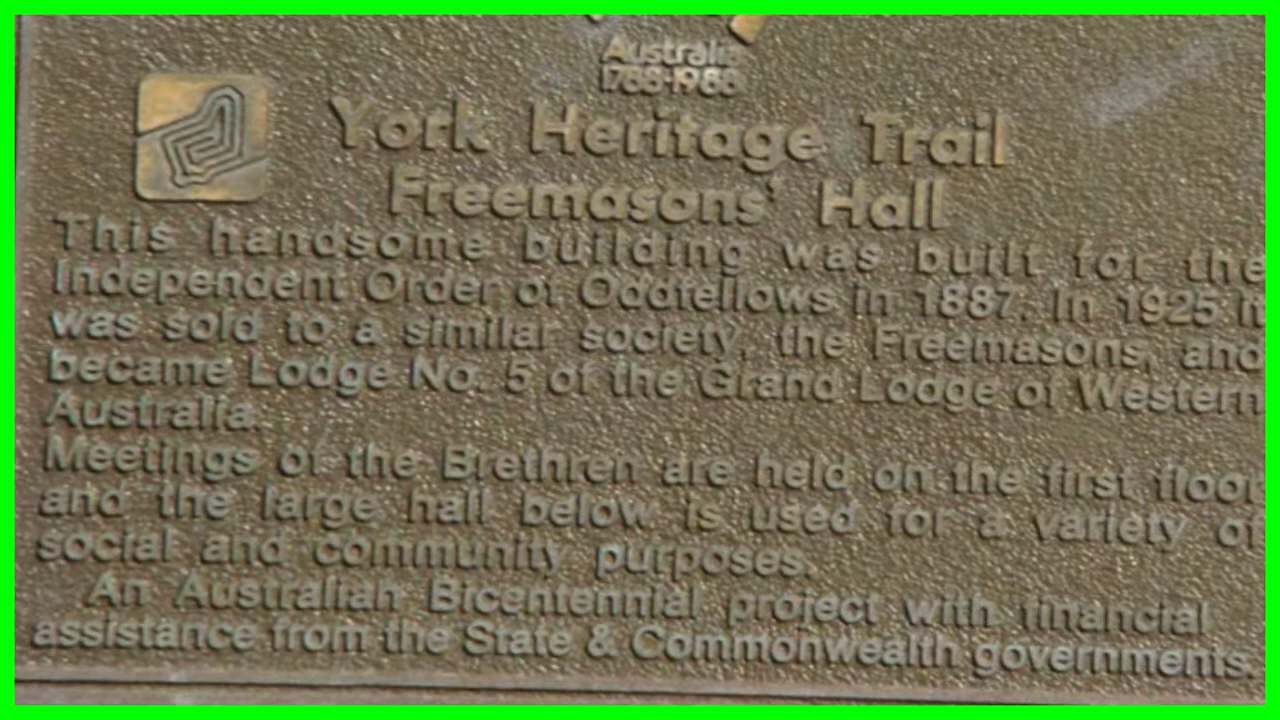 Australia
1788-1988
York Heritage Trail
Freemasons' Hall
This handsome building was built for the
Independent Order of Oddfellows in 1887. In 1925 it
was sold to a similar society, the Freemasons, and
became Lodge No. 5 of the Grand Lodge of Western
Australia.
Meetings of the Brethren are held on the first floor
and the large hall below is used for a variety of
social and community purposes.
An Australian Bicentennial project with financial
assistance from the State & Commonwealth governments.